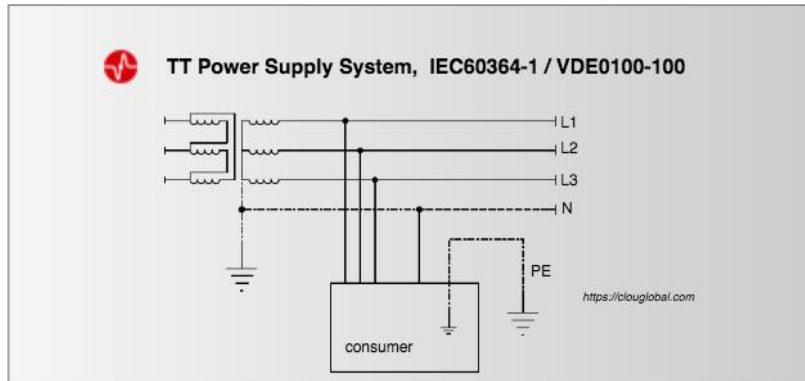 TT Power Supply System, IEC60364-1 / VDE0100-100
L1
L2
L3
N
PE
https://clouglobal.com
consumer